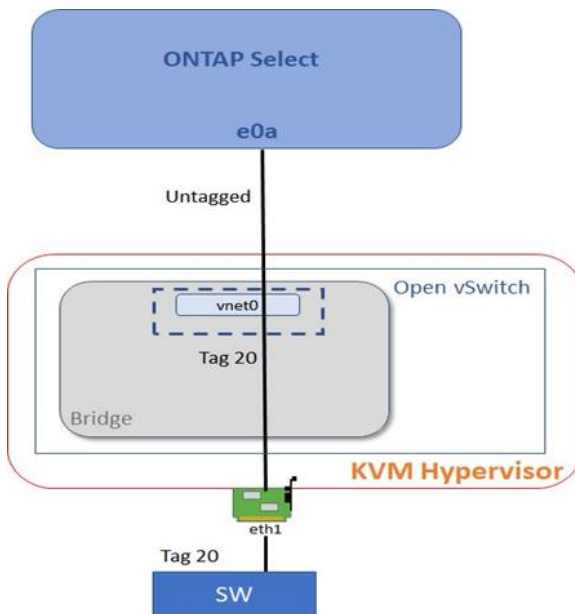 ONTAP Select
e0a
Untagged
Open vSwitch
vnet0
Tag 20
Bridge
KVM Hypervisor
eth1
Tag 20
SW